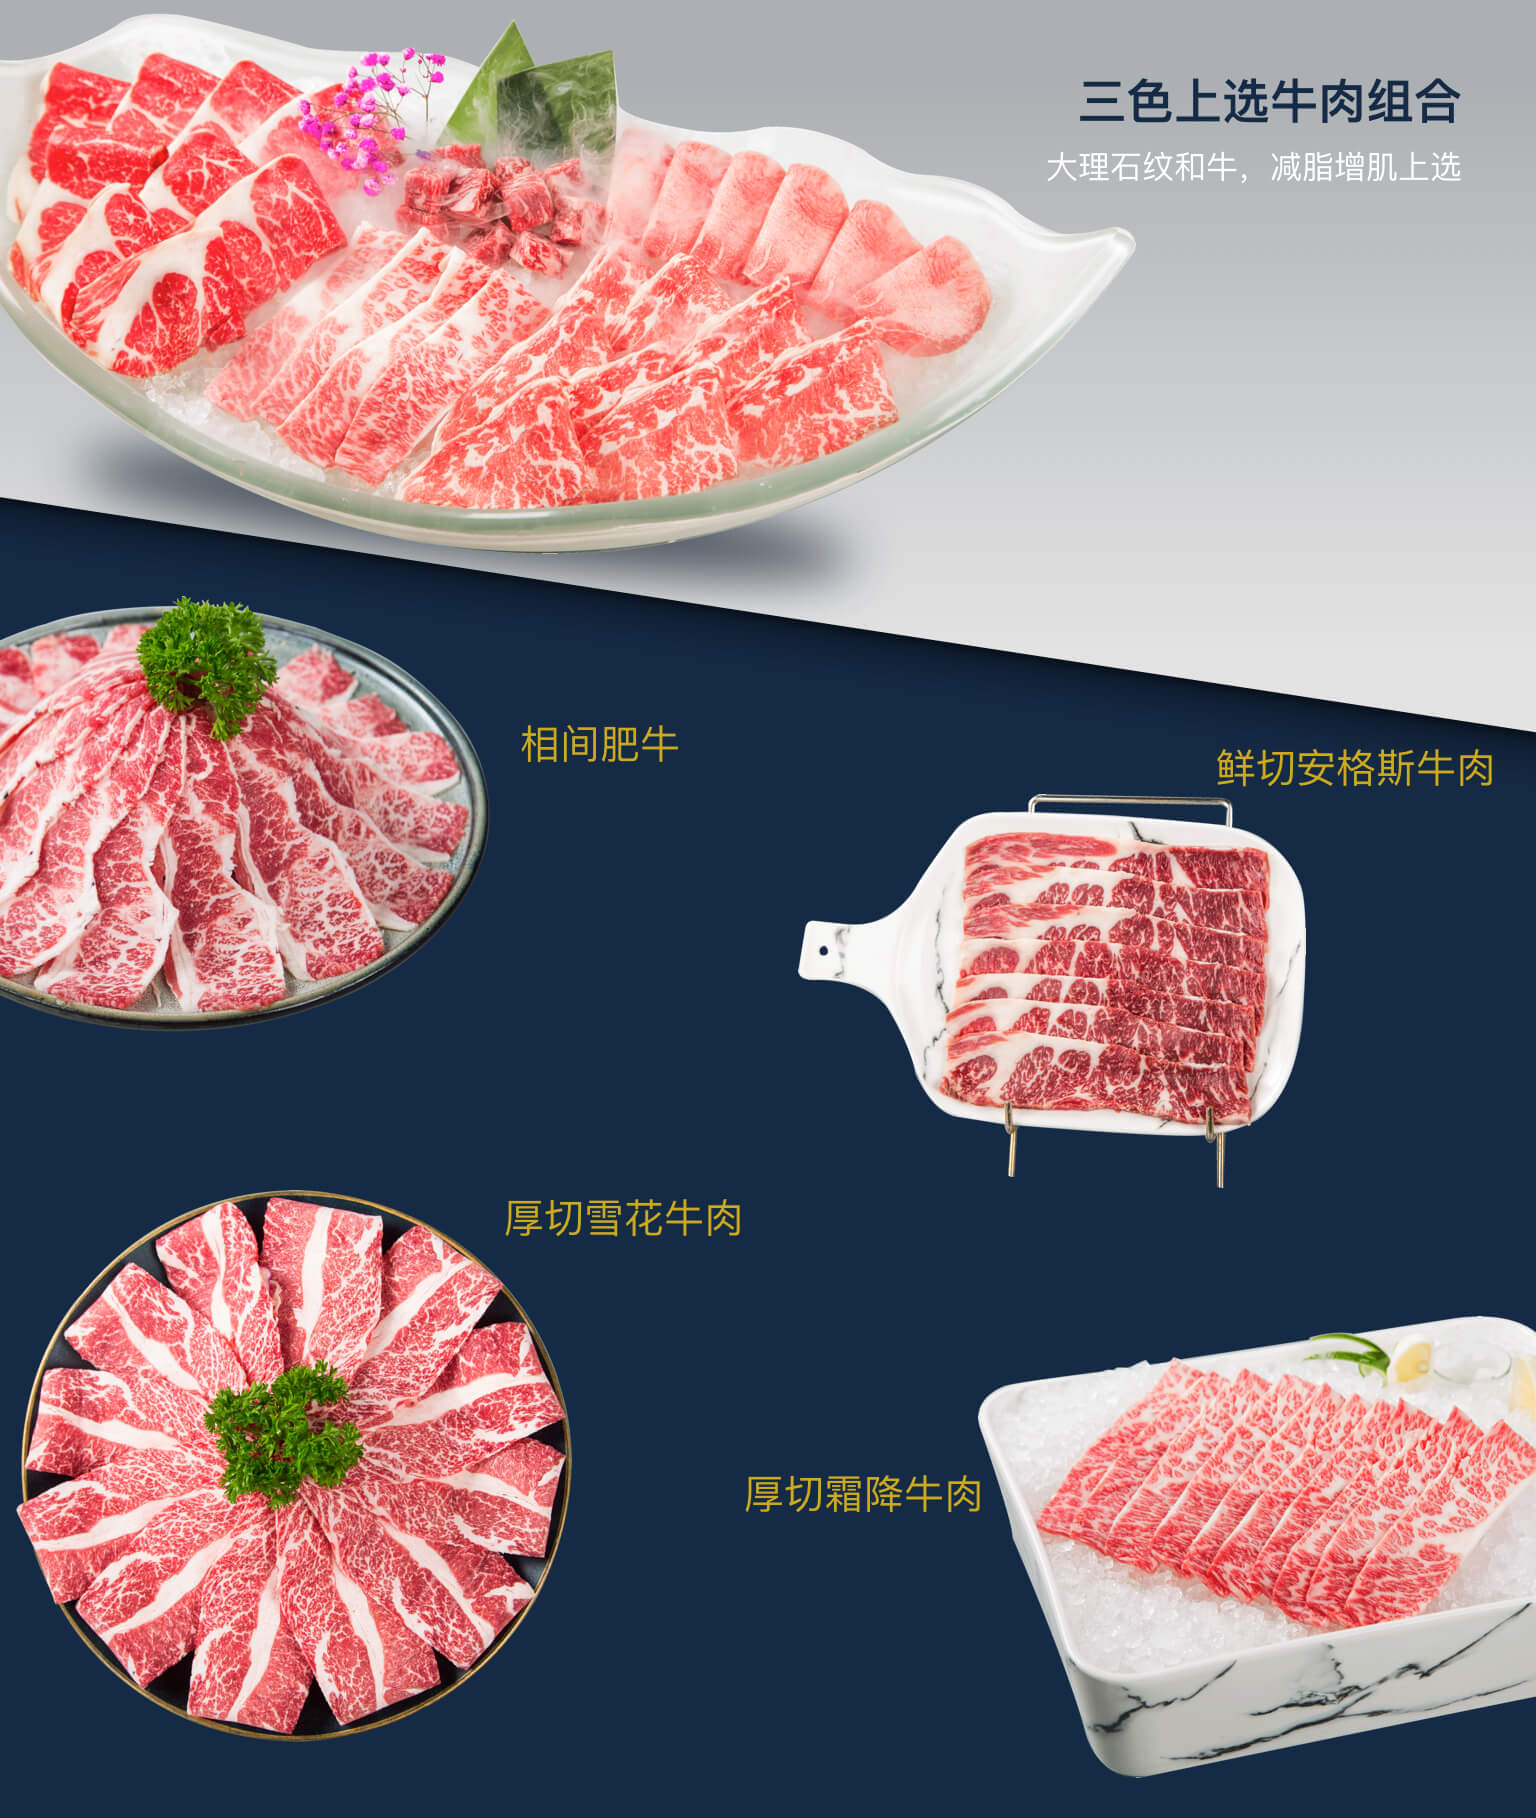 三色上选牛肉组合
大理石纹和牛，减脂增肌上选
相间肥牛
鲜切安格斯牛肉
厚切雪花牛肉
厚切霜降牛肉